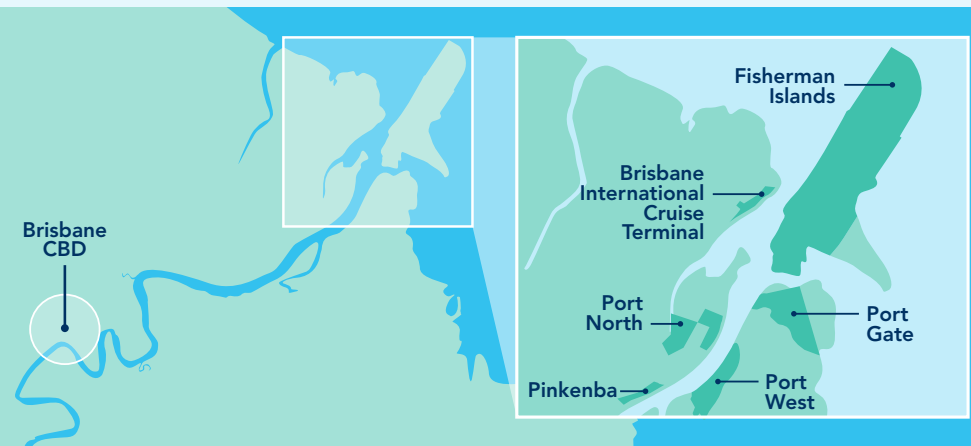 Fisherman
Islands
Brisbane
International
Cruise
Terminal
Brisbane
CBD
Port
North
Port
Gate
Pinkenba
Port
West